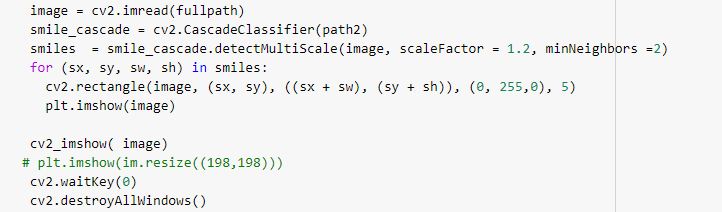 image = cv2.imread(fullpath)
smile_cascade = cv2.CascadeClassifier(path2)
smiles  = smile_cascade.detectMultiScale(image, scaleFactor = 1.2, minNeighbors =2)
for (sx, sy, sw, sh) in smiles:
  cv2.rectangle(image, (sx, sy), ((sx + sw), (sy + sh)), (0, 255,0), 5)
  plt.imshow(image)
cv2_imshow( image)
# plt.imshow(im.resize((198,198)))
cv2.waitKey(0)
cv2.destroyAllWindows()